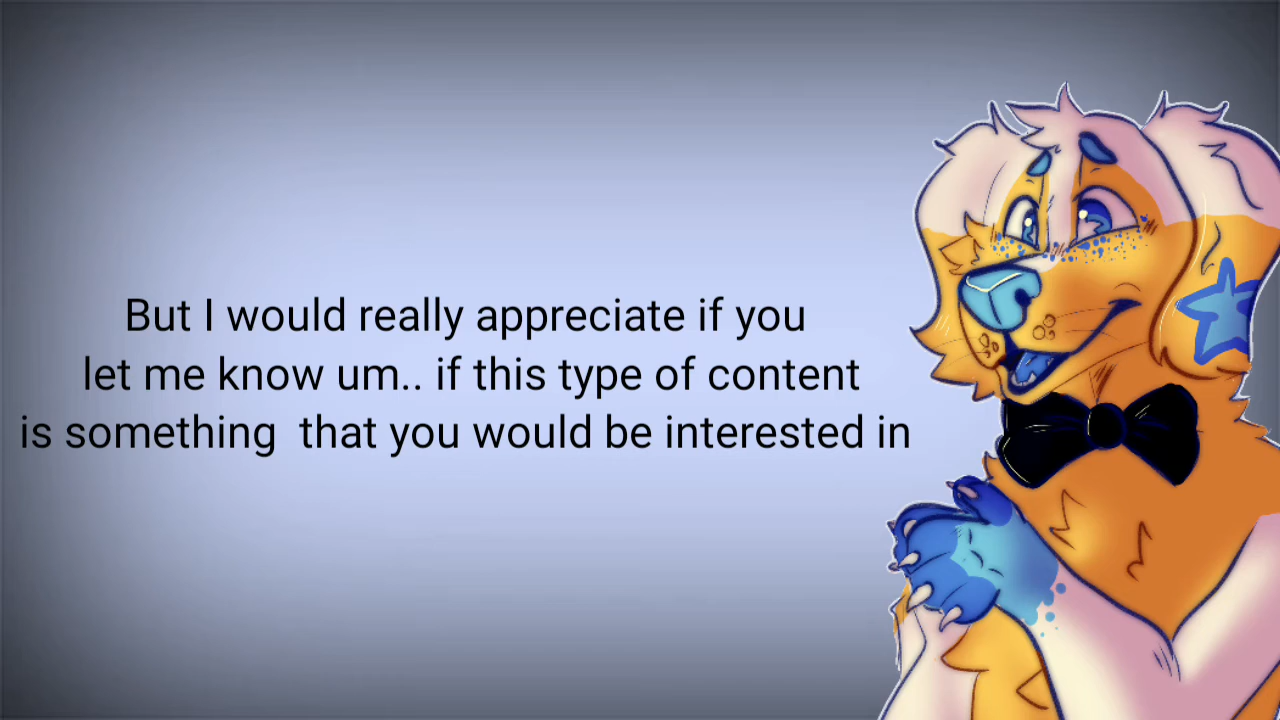 But I would really appreciate if you
let me know um.. if this type of content
is something  that you would be interested in